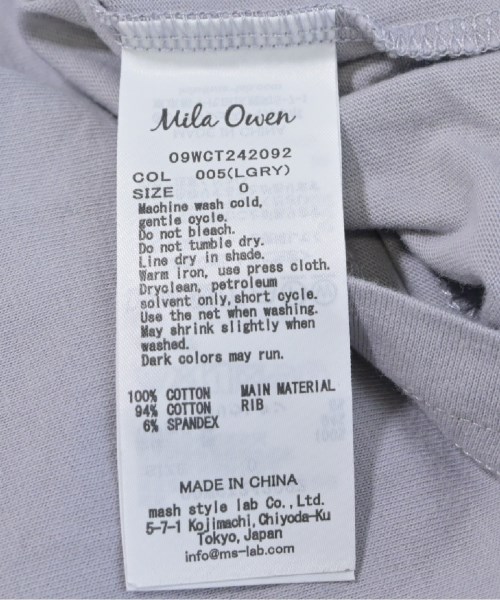 Mila Owen
09WCT242092
COL 005(LGRY)
SIZE 0
Machine wash cold,
gentle cycle.
Do not bleach.
Do not tumble dry.
Line dry in shade.
Warm iron, use press cloth.
Dryclean, petroleum
solvent only,short cycle.
Use the net when washing.
May shrink slightly when
washed.
Dark colors may run.
100% COTTON MAIN MATERIAL
94% COTTON RIB
6% SPANDEX
MADE IN CHINA
mash style lab Co.,Ltd.
5-7-1 Kojimachi,Chiyoda-Ku
Tokyo,Japan
info@ms-lab.com